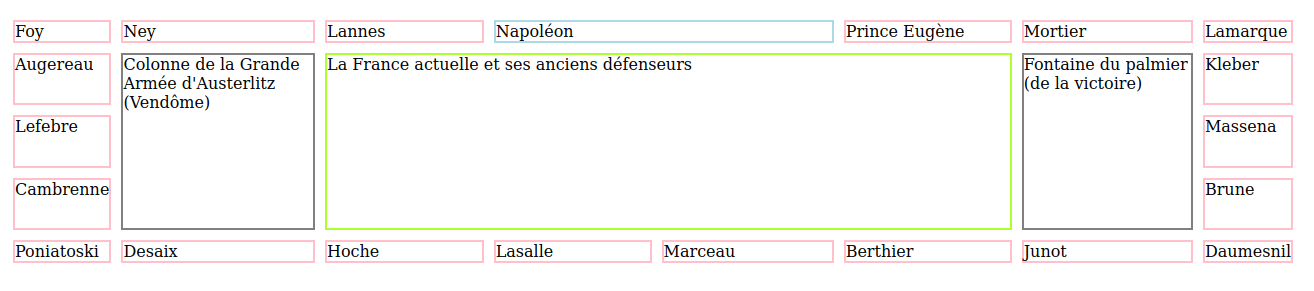 Foy
Ney
Lannes
Napoléon
Prince Eugène
Mortier
Lamarque
Augereau
Colonne de la Grande
Armée d'Austerlitz
(Vendôme)
La France actuelle et ses anciens défenseurs
Fontaine du palmier
(de la victoire)
Kleber
Lefebre
Massena
Cambrenne
Brune
Poniatoski
Desaix
Hoche
Lasalle
Marceau
Berthier
Junot
Daumesnil